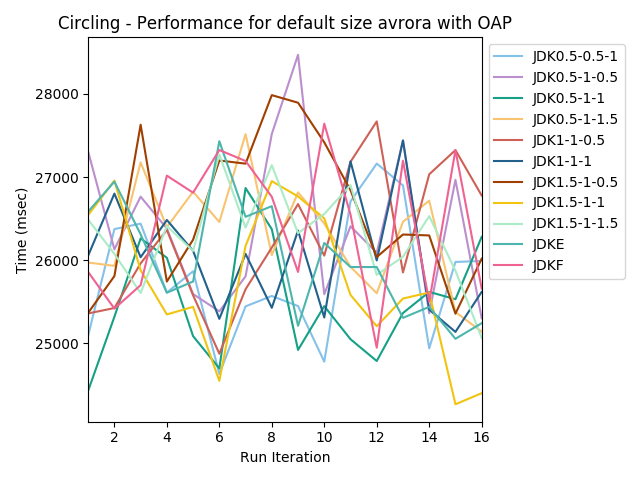 Circling - Performance for default size avrora with OAP
Time (msec)
28000
27000
26000
25000
2
4
6
8
10
12
14
16
Run Iteration
JDK0.5-0.5-1
JDK0.5-1-0.5
JDK0.5-1-1
JDK0.5-1-1.5
JDK1-1-0.5
JDK1-1-1
JDK1.5-1-0.5
JDK1.5-1-1
JDK1.5-1-1.5
JDKE
JDKF